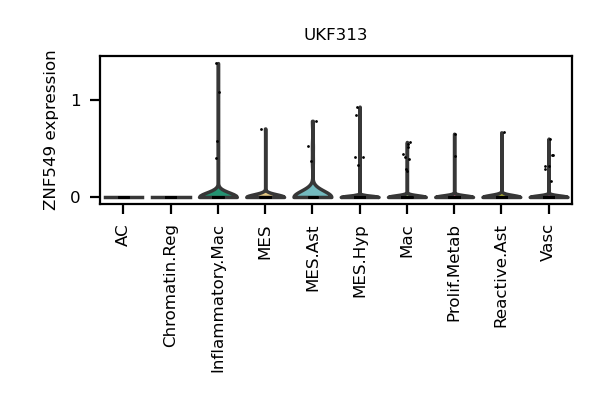 UKF313
ZNF549 expression
1
0
AC
Chromatin.Reg
Inflammatory.Mac
MES
MES.Ast
MES.Hyp
Mac
Prolif.Metab
Reactive.Ast
Vasc